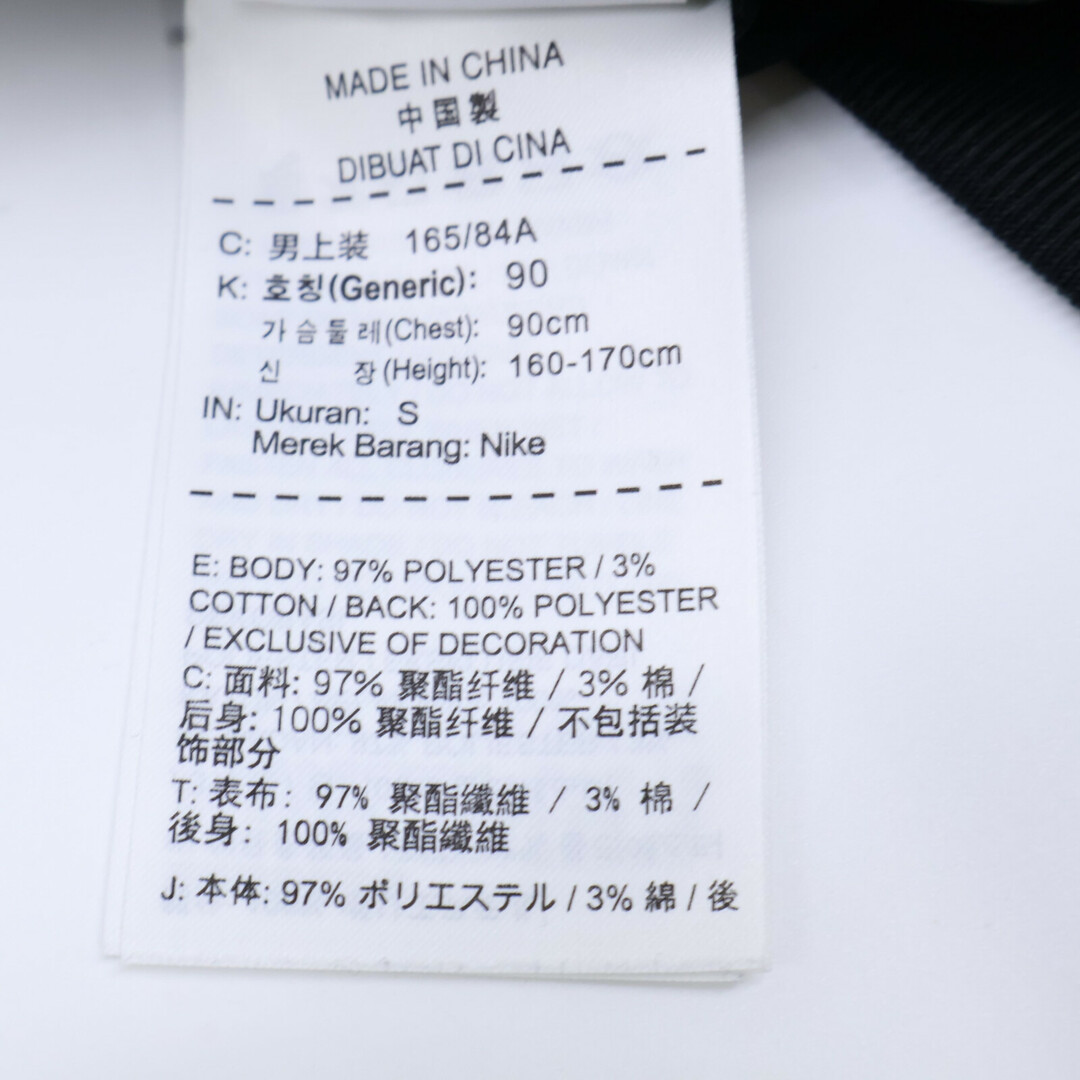 MADE IN CHINA
中国製
DIBUAT DI CINA
C: 男上装 165/84A
K: 호칭(Generic): 90
가슴둘레(Chest): 90cm
신 장(Height): 160-170cm
IN: Ukuran: S
Merek Barang: Nike
E: BODY: 97% POLYESTER / 3%
COTTON / BACK: 100% POLYESTER
/ EXCLUSIVE OF DECORATION
C: 面料: 97% 聚酯纤维 / 3% 棉 /
后身: 100% 聚酯纤维 / 不包括装
饰部分
T: 表布: 97% 聚酯纖維 / 3% 棉 /
後身: 100% 聚酯纖維
J: 本体: 97% ポリエステル / 3% 綿 / 後